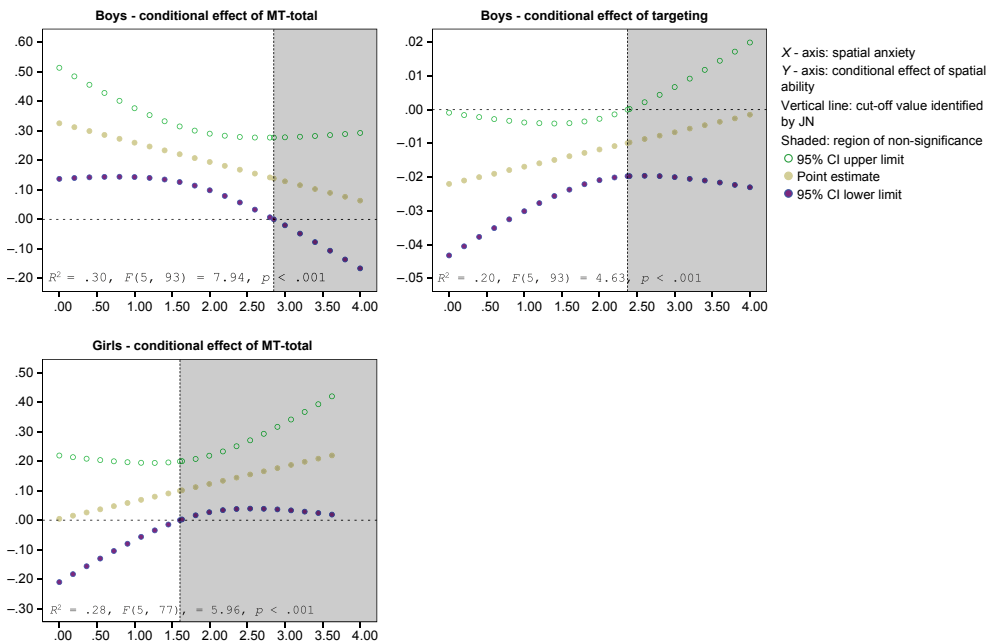 Boys - conditional effect of MT-total
.60
.50
.40
.30
.20
.10
.00
–.10
–.20
R² = .30, F(5, 93) = 7.94, p < .001
.00 .50 1.00 1.50 2.00 2.50 3.00 3.50 4.00
Boys - conditional effect of targeting
.02
.01
.00
–.01
–.02
–.03
–.04
–.05
R² = .20, F(5, 93) = 4.63, p < .001
.00 .50 1.00 1.50 2.00 2.50 3.00 3.50 4.00
X - axis: spatial anxiety
Y - axis: conditional effect of spatial
ability
Vertical line: cut-off value identified
by JN
Shaded: region of non-significance
95% CI upper limit
Point estimate
95% CI lower limit
Girls - conditional effect of MT-total
.50
.40
.30
.20
.10
.00
–.10
–.20
–.30
R² = .28, F(5, 77), = 5.96, p < .001
.00 .50 1.00 1.50 2.00 2.50 3.00 3.50 4.00